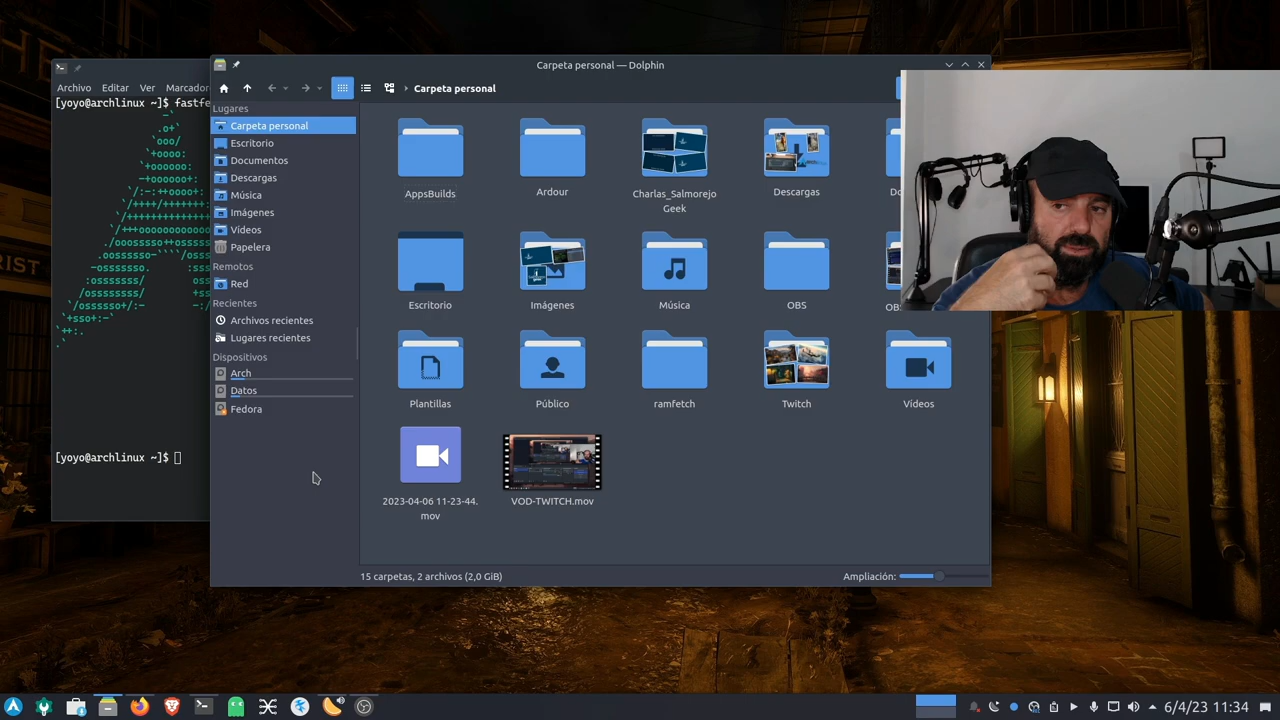 Carpeta personal — Dolphin
Archivo Editar Ver Marcador
Carpeta personal
[yoyo@archlinux ~]$ fastfe
Lugares
Carpeta personal
Escritorio
Documentos
Descargas
Música
Imágenes
Vídeos
Papelera
Remotos
Red
Recientes
Archivos recientes
Lugares recientes
Dispositivos
Arch
Datos
Fedora
AppsBuilds
Ardour
Charlas_Salmorejo
Geek
Descargas
Escritorio
Imágenes
Música
OBS
Plantillas
Público
ramfetch
Twitch
Vídeos
2023-04-06 11-23-44.
mov
VOD-TWITCH.mov
[yoyo@archlinux ~]$
15 carpetas, 2 archivos (2,0 GiB)
Ampliación:
6/4/23 11:34